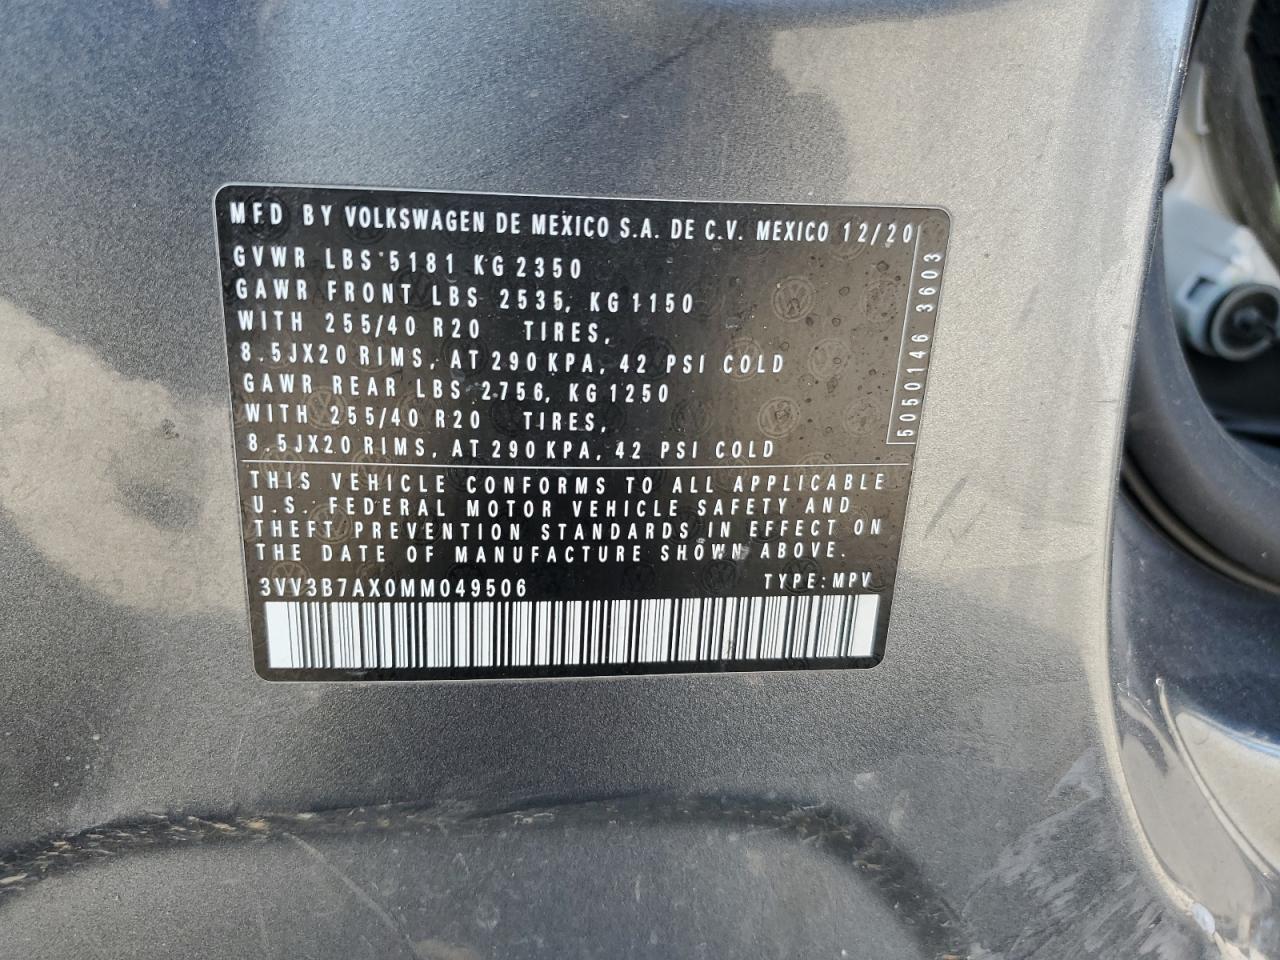 MFD BY VOLKSWAGEN DE MEXICO S.A. DE C.V. MEXICO 12/20
GVWR LBS 5181 KG 2350
GAWR FRONT LBS 2535, KG 1150
WITH 255/40 R20 TIRES,
8.5JX20 RIMS, AT 290 KPA, 42 PSI COLD
GAWR REAR LBS 2756, KG 1250
WITH 255/40 R20 TIRES,
8.5JX20 RIMS, AT 290 KPA, 42 PSI COLD
5050146 3603
THIS VEHICLE CONFORMS TO ALL APPLICABLE
U.S. FEDERAL MOTOR VEHICLE SAFETY AND
THEFT PREVENTION STANDARDS IN EFFECT ON
THE DATE OF MANUFACTURE SHOWN ABOVE.
3VV3B7AX0MM049506 TYPE: MPV